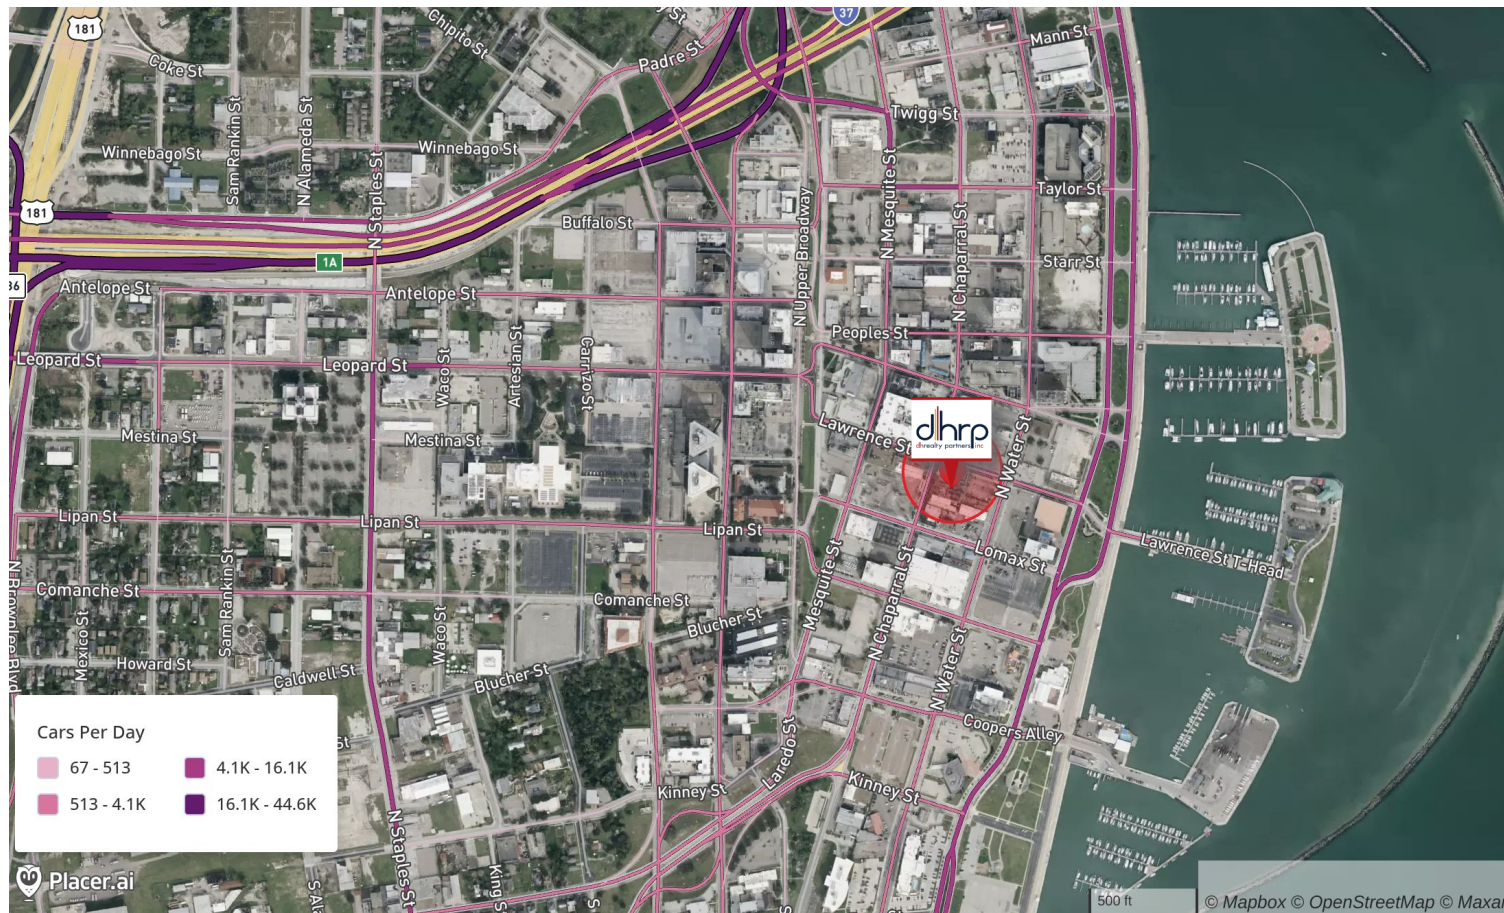 181
Coke St
Chipito St
Padre St
37
Mann St
Sam Rankin St
N Alameda St
Twigg St
Winnebago St
Winnebago St
N Staples St
N Mesquite St
Taylor St
181
Buffalo St
N Upper Broadway
N Chaparral St
1A
Starr St
Antelope St
Antelope St
Peoples St
Leopard St
Leopard St
Waco St
Artesian St
Carrizo St
dhrp
dhrealty partners, inc
Mestina St
Mestina St
Lawrence St
N Water St
Lipan St
Lipan St
Lipan St
Lawrence St T-Head
Lomax St
Sam Rankin St
Comanche St
Comanche St
Mesquite St
N Chaparral St
N Brownlee Blvd
Mexico St
Waco St
Blucher St
Howard St
Caldwell St
Blucher St
N Water St
Coopers Alley
Laredo St
Cars Per Day
67 - 513
4.1K - 16.1K
513 - 4.1K
16.1K - 44.6K
Kinney St
Kinney St
N Staples St
Placer.ai
500 ft
© Mapbox © OpenStreetMap © Maxar